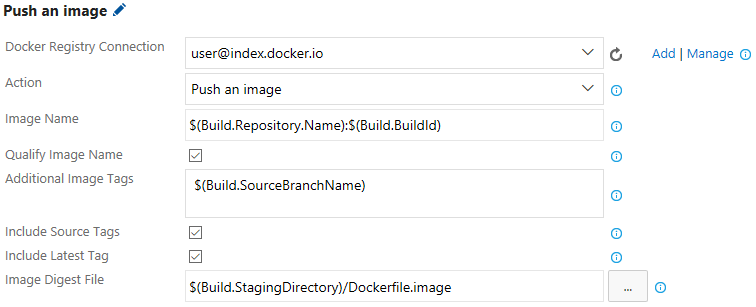 Push an image
Docker Registry Connection user@index.docker.io Add | Manage
Action Push an image
Image Name $(Build.Repository.Name):$(Build.BuildId)
Qualify Image Name
Additional Image Tags $(Build.SourceBranchName)
Include Source Tags
Include Latest Tag
Image Digest File $(Build.StagingDirectory)/Dockerfile.image ...